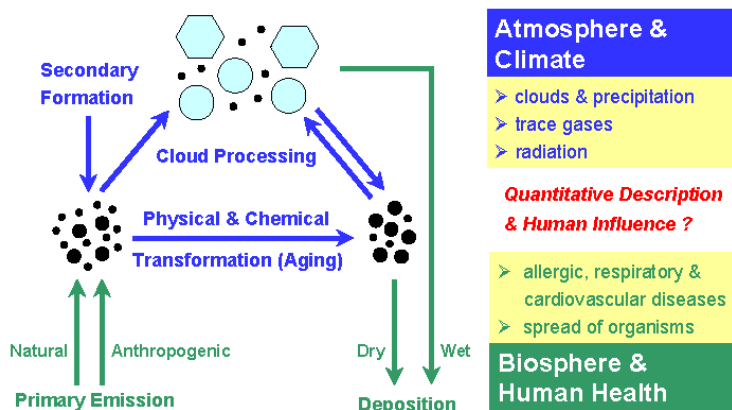 Secondary
Formation
Cloud Processing
Physical & Chemical
Transformation (Aging)
Natural
Anthropogenic
Primary Emission
Dry
Wet
Deposition
Atmosphere &
Climate
➢ clouds & precipitation
➢ trace gases
➢ radiation
Quantitative Description
& Human Influence ?
➢ allergic, respiratory &
cardiovascular diseases
➢ spread of organisms
Biosphere &
Human Health